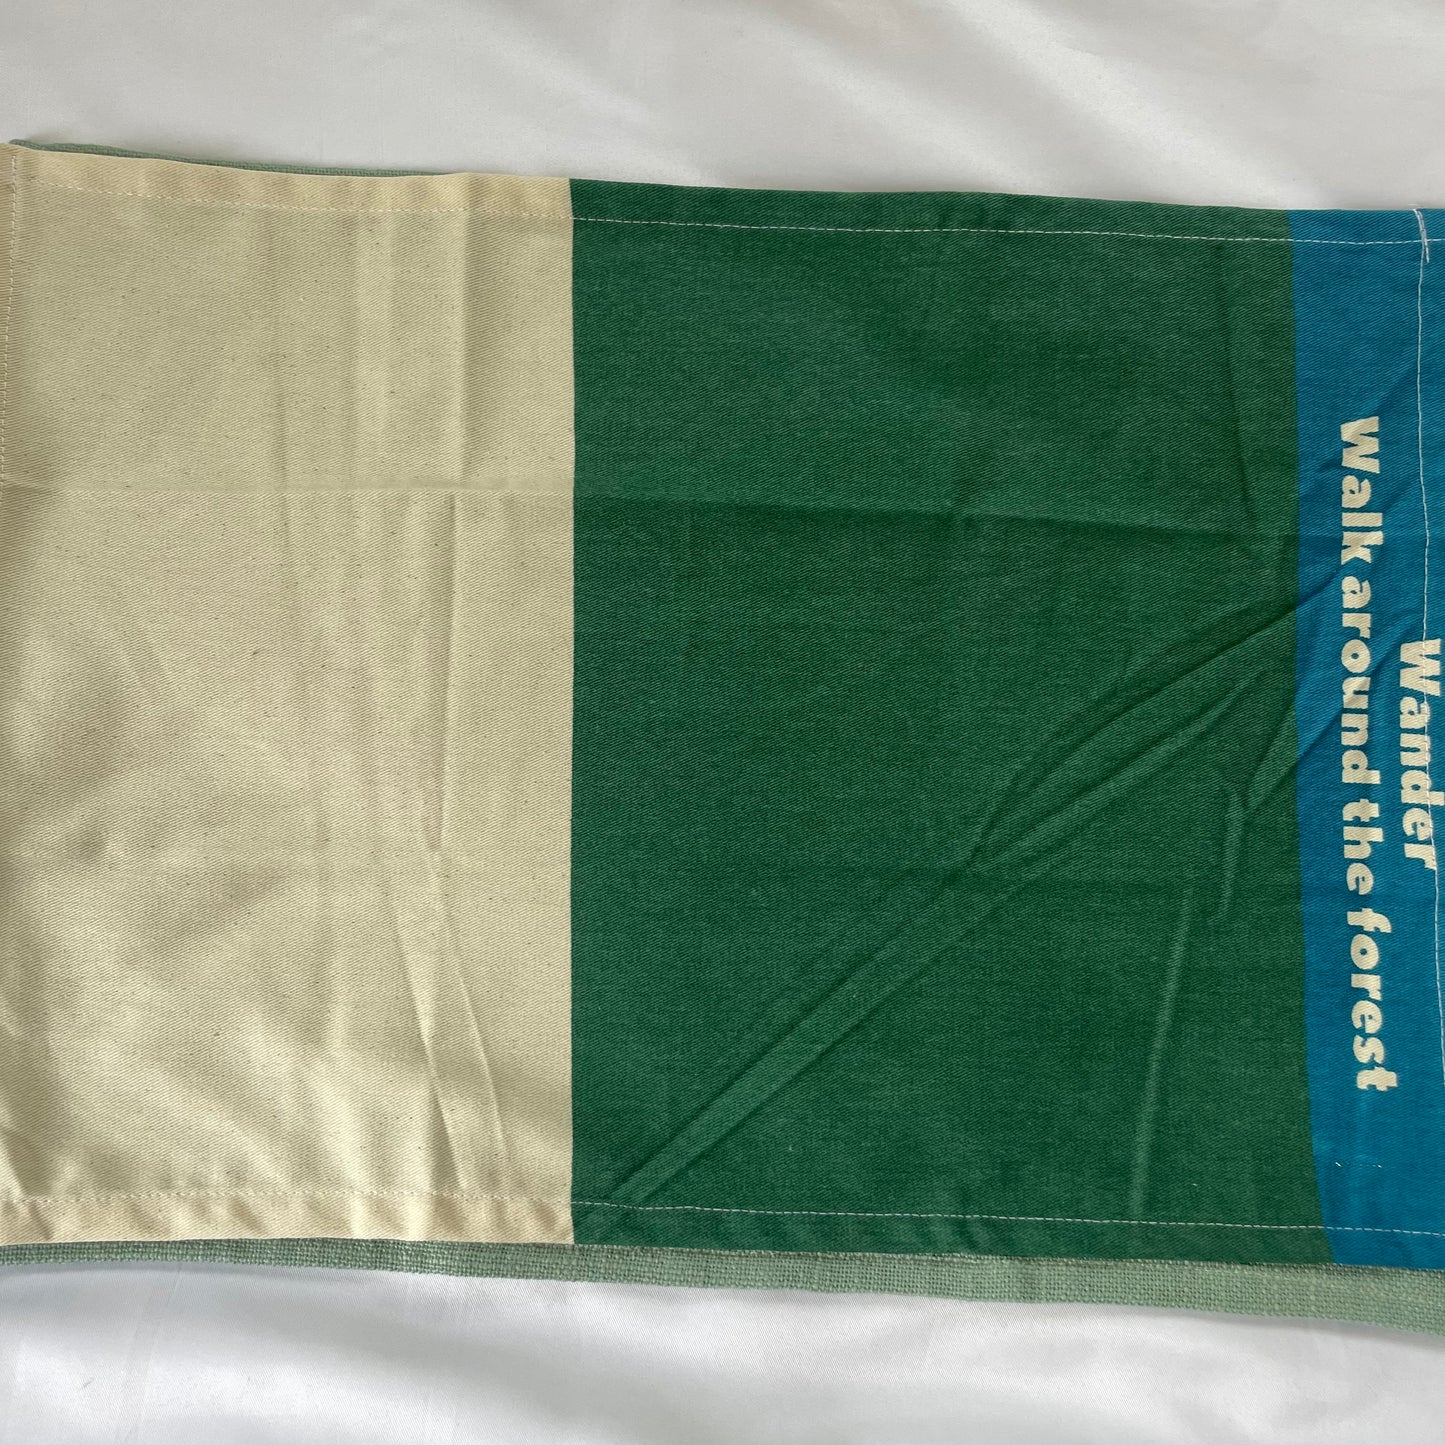 Wander
Walk around the forest